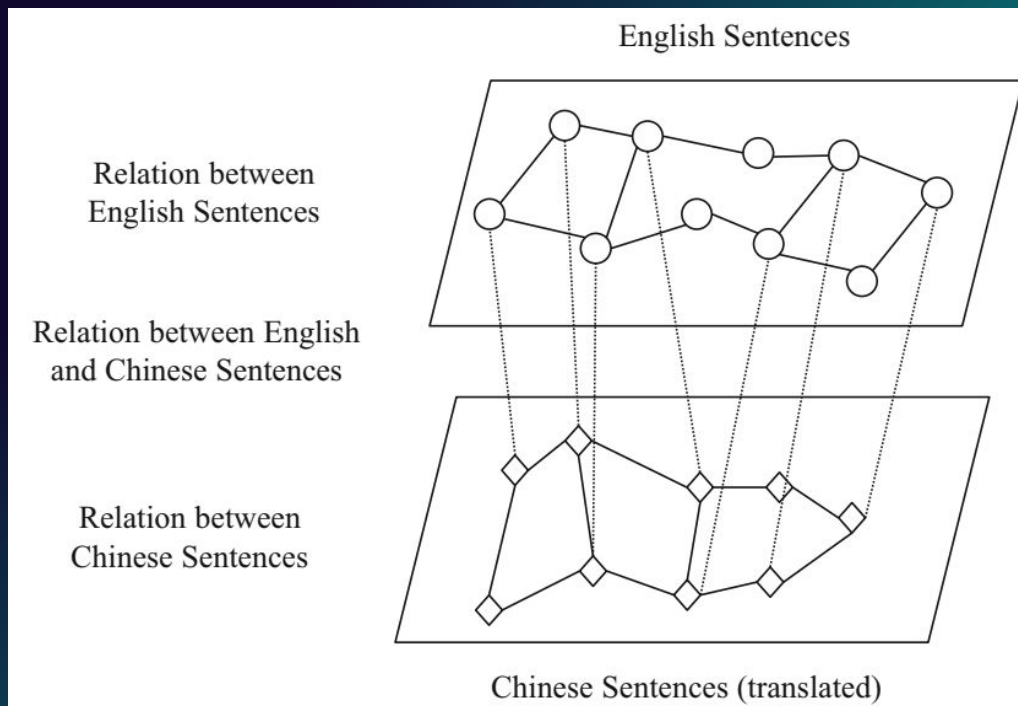 English Sentences
Relation between
English Sentences
Relation between English
and Chinese Sentences
Relation between
Chinese Sentences
Chinese Sentences (translated)